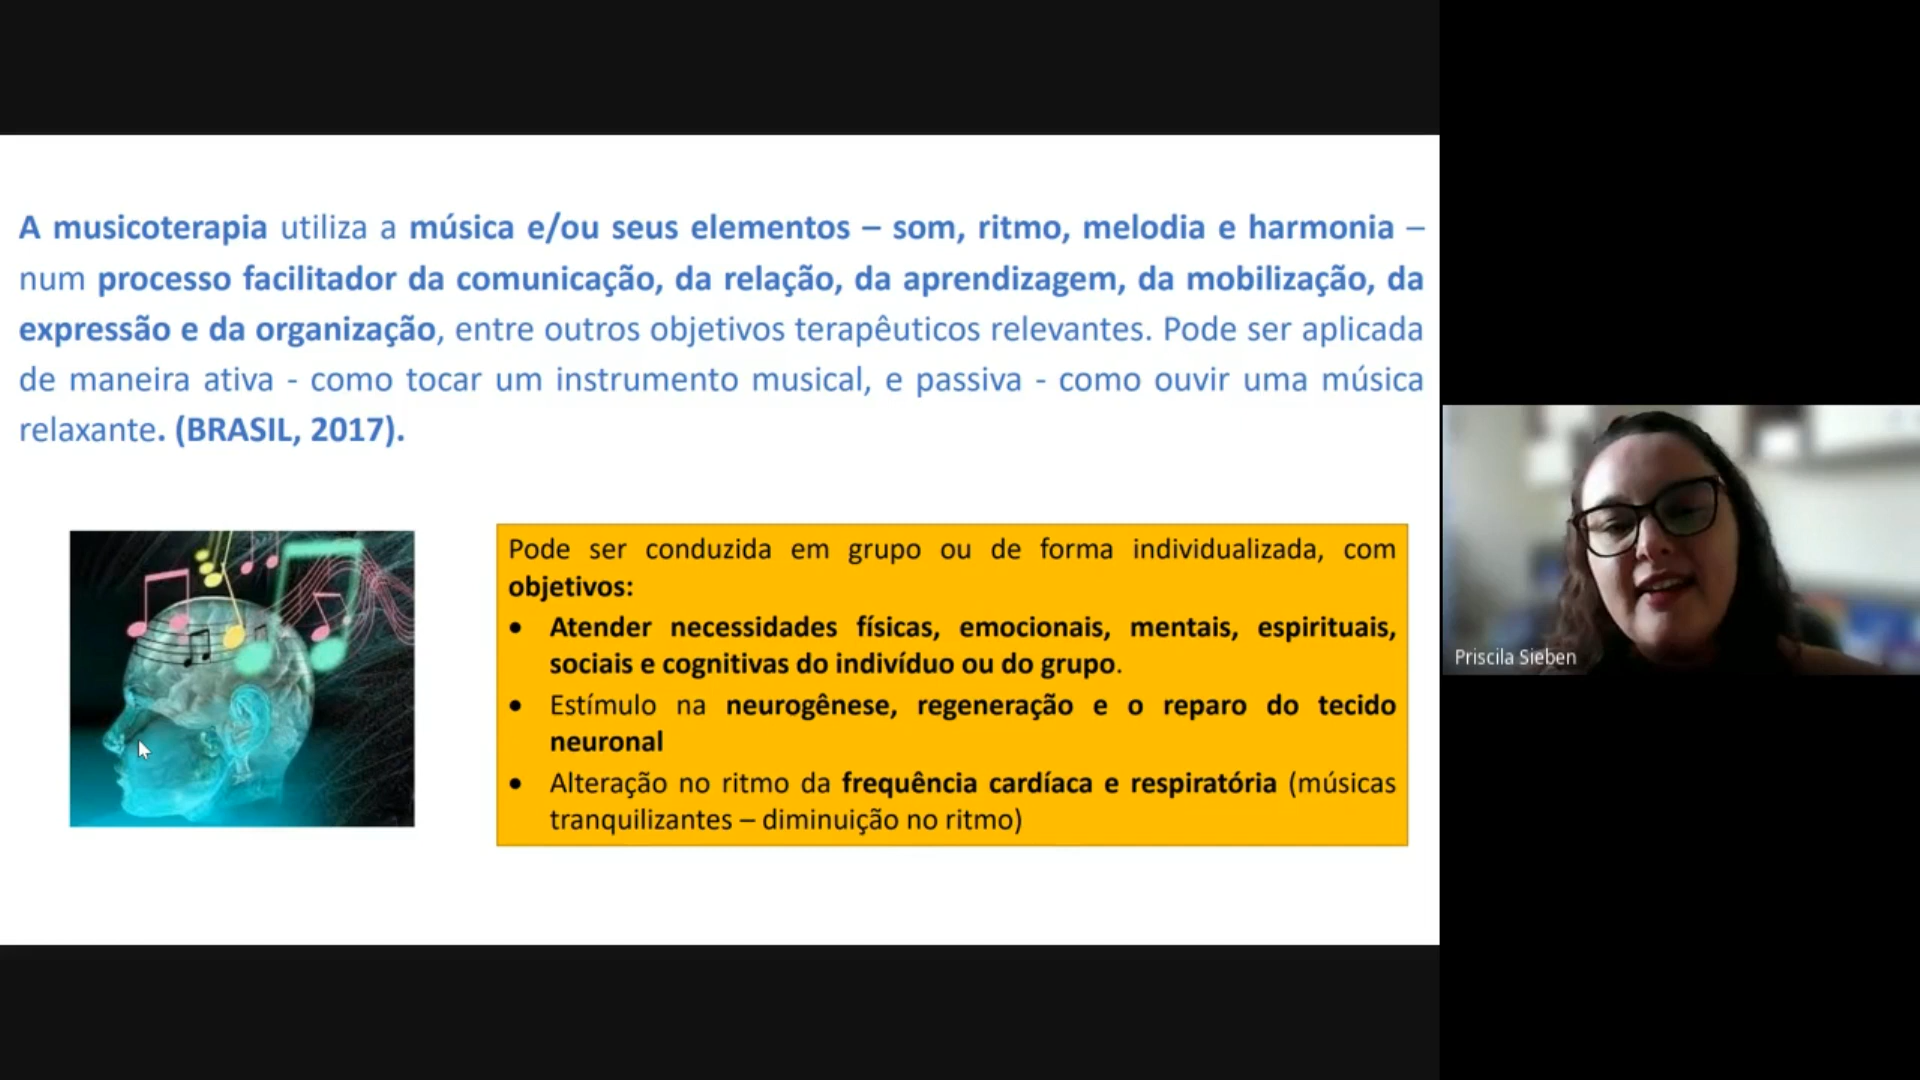 A musicoterapia utiliza a música e/ou seus elementos – som, ritmo, melodia e harmonia –
num processo facilitador da comunicação, da relação, da aprendizagem, da mobilização, da
expressão e da organização, entre outros objetivos terapêuticos relevantes. Pode ser aplicada
de maneira ativa - como tocar um instrumento musical, e passiva - como ouvir uma música
relaxante. (BRASIL, 2017).
Pode ser conduzida em grupo ou de forma individualizada, com
objetivos:
• Atender necessidades físicas, emocionais, mentais, espirituais,
sociais e cognitivas do indivíduo ou do grupo.
• Estímulo na neurogênese, regeneração e o reparo do tecido
neuronal
• Alteração no ritmo da frequência cardíaca e respiratória (músicas
tranquilizantes – diminuição no ritmo)
Priscila Sieben